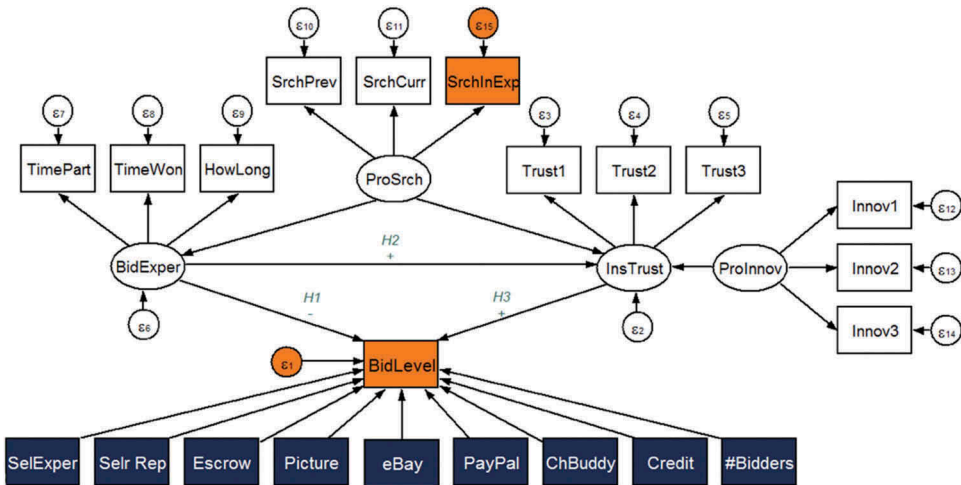 ε10
ε11
ε15
SrchPrev
SrchCurr
SrchInExp
ε7
ε8
ε9
ε3
ε4
ε5
TimePart
TimeWon
HowLong
ProSrch
Trust1
Trust2
Trust3
Innov1
ε12
H2
+
BidExper
InsTrust
ProInnov
Innov2
ε13
H1
-
H3
+
ε6
ε2
Innov3
ε14
ε1
BidLevel
SelExper
Selr Rep
Escrow
Picture
eBay
PayPal
ChBuddy
Credit
#Bidders